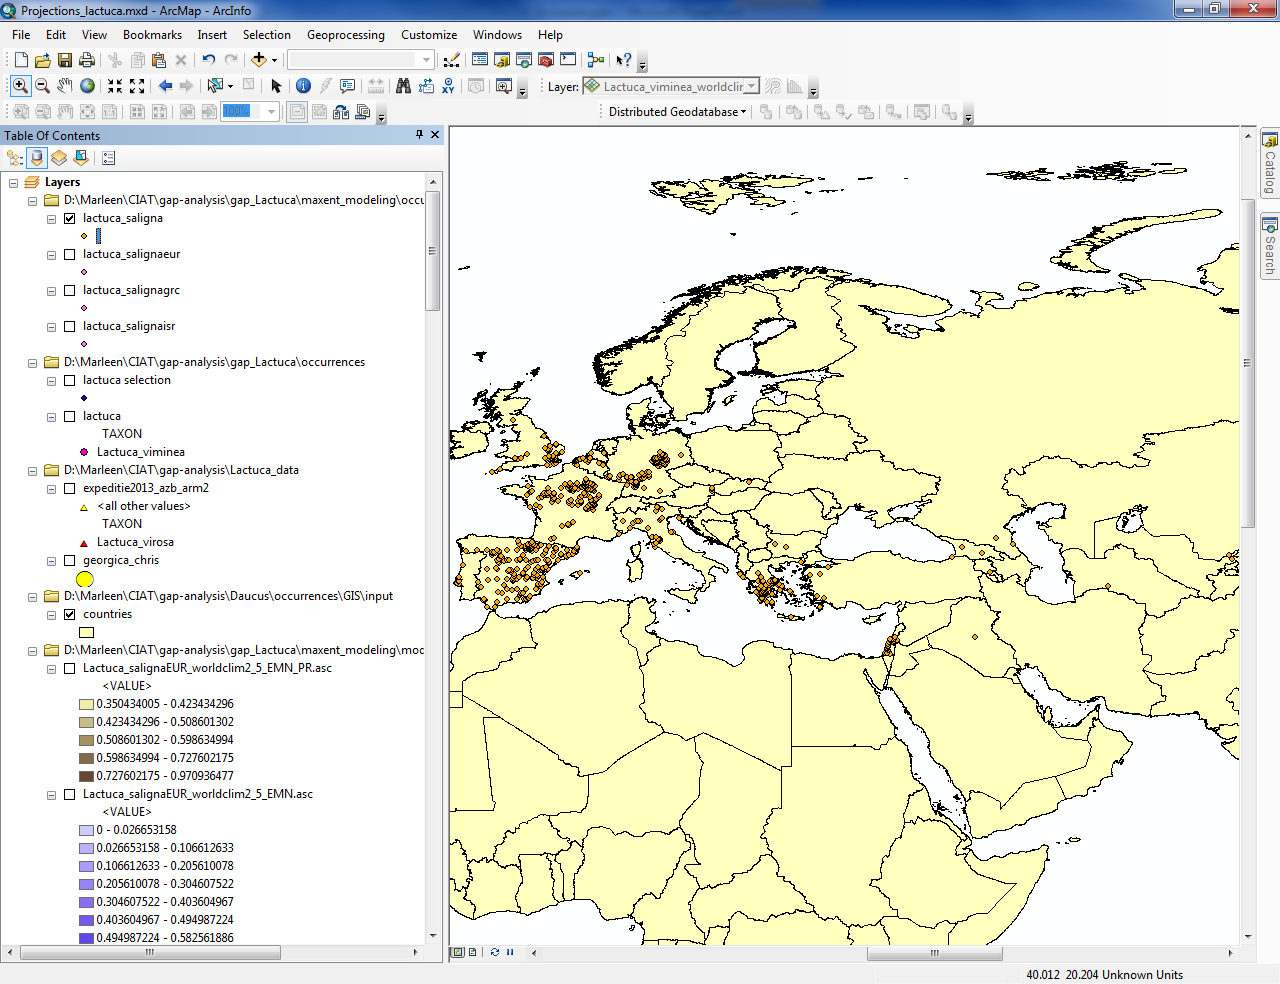 Projections_lactuca.mxd - ArcMap - ArcInfo
File Edit View Bookmarks Insert Selection Geoprocessing Customize Windows Help
Layer: Lactuca_viminea_worldclir
100%
Distributed Geodatabase
Table Of Contents
Layers
D:\Marleen\CIAT\gap-analysis\gap_Lactuca\maxent_modeling\occu
lactuca_saligna
lactuca_salignaeur
lactuca_salignagrc
lactuca_salignaisr
D:\Marleen\CIAT\gap-analysis\gap_Lactuca\occurrences
lactuca selection
lactuca
TAXON
Lactuca_viminea
D:\Marleen\CIAT\gap-analysis\Lactuca_data
expeditie2013_azb_arm2
<all other values>
TAXON
Lactuca_virosa
georgica_chris
D:\Marleen\CIAT\gap-analysis\Daucus\occurrences\GIS\input
countries
D:\Marleen\CIAT\gap-analysis\gap_Lactuca\maxent_modeling\moc
Lactuca_salignaEUR_worldclim2_5_EMN_PR.asc
<VALUE>
0.350434005 - 0.423434296
0.423434296 - 0.508601302
0.508601302 - 0.598634994
0.598634994 - 0.727602175
0.727602175 - 0.970936477
Lactuca_salignaEUR_worldclim2_5_EMN.asc
<VALUE>
0 - 0.026653158
0.026653158 - 0.106612633
0.106612633 - 0.205610078
0.205610078 - 0.304607522
0.304607522 - 0.403604967
0.403604967 - 0.494987224
0.494987224 - 0.582561886
Catalog
Search
40.012 20.204 Unknown Units